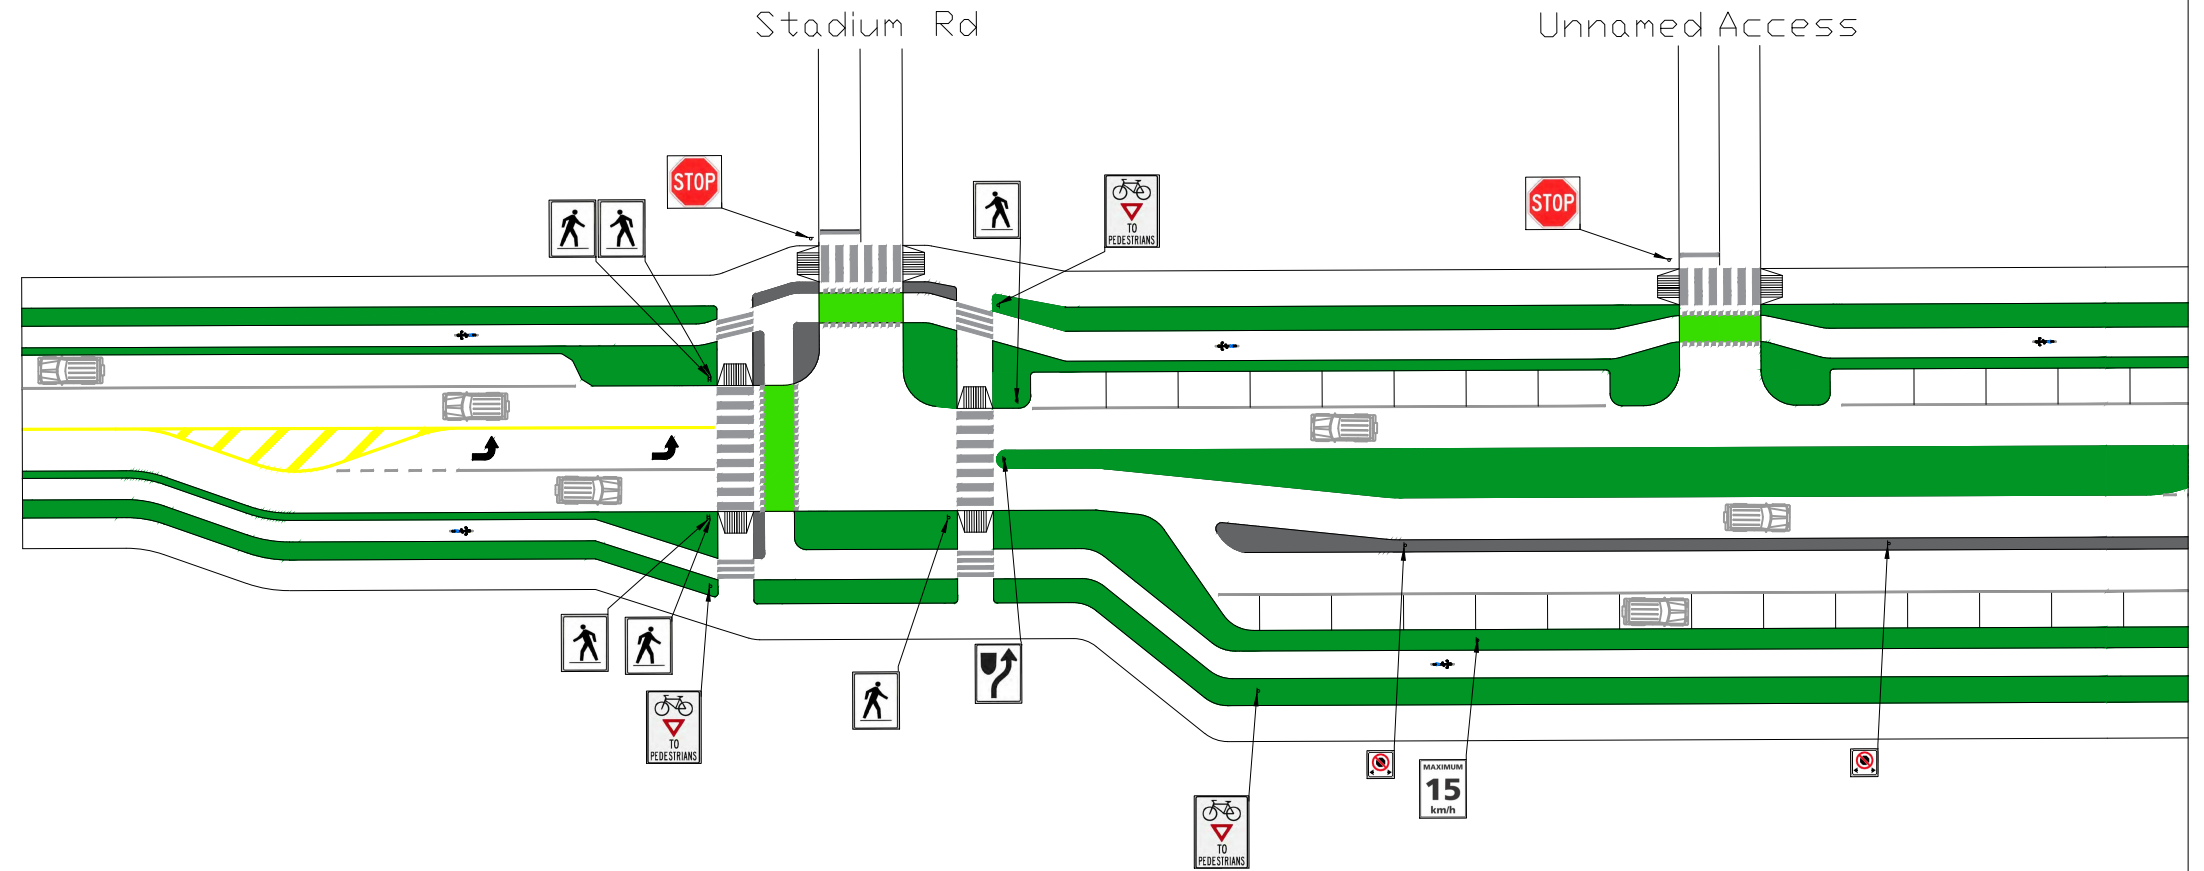 Stadium Rd
Unnamed Access
STOP
STOP
TO
PEDESTRIANS
TO
PEDESTRIANS
MAXIMUM
15
km/h
TO
PEDESTRIANS